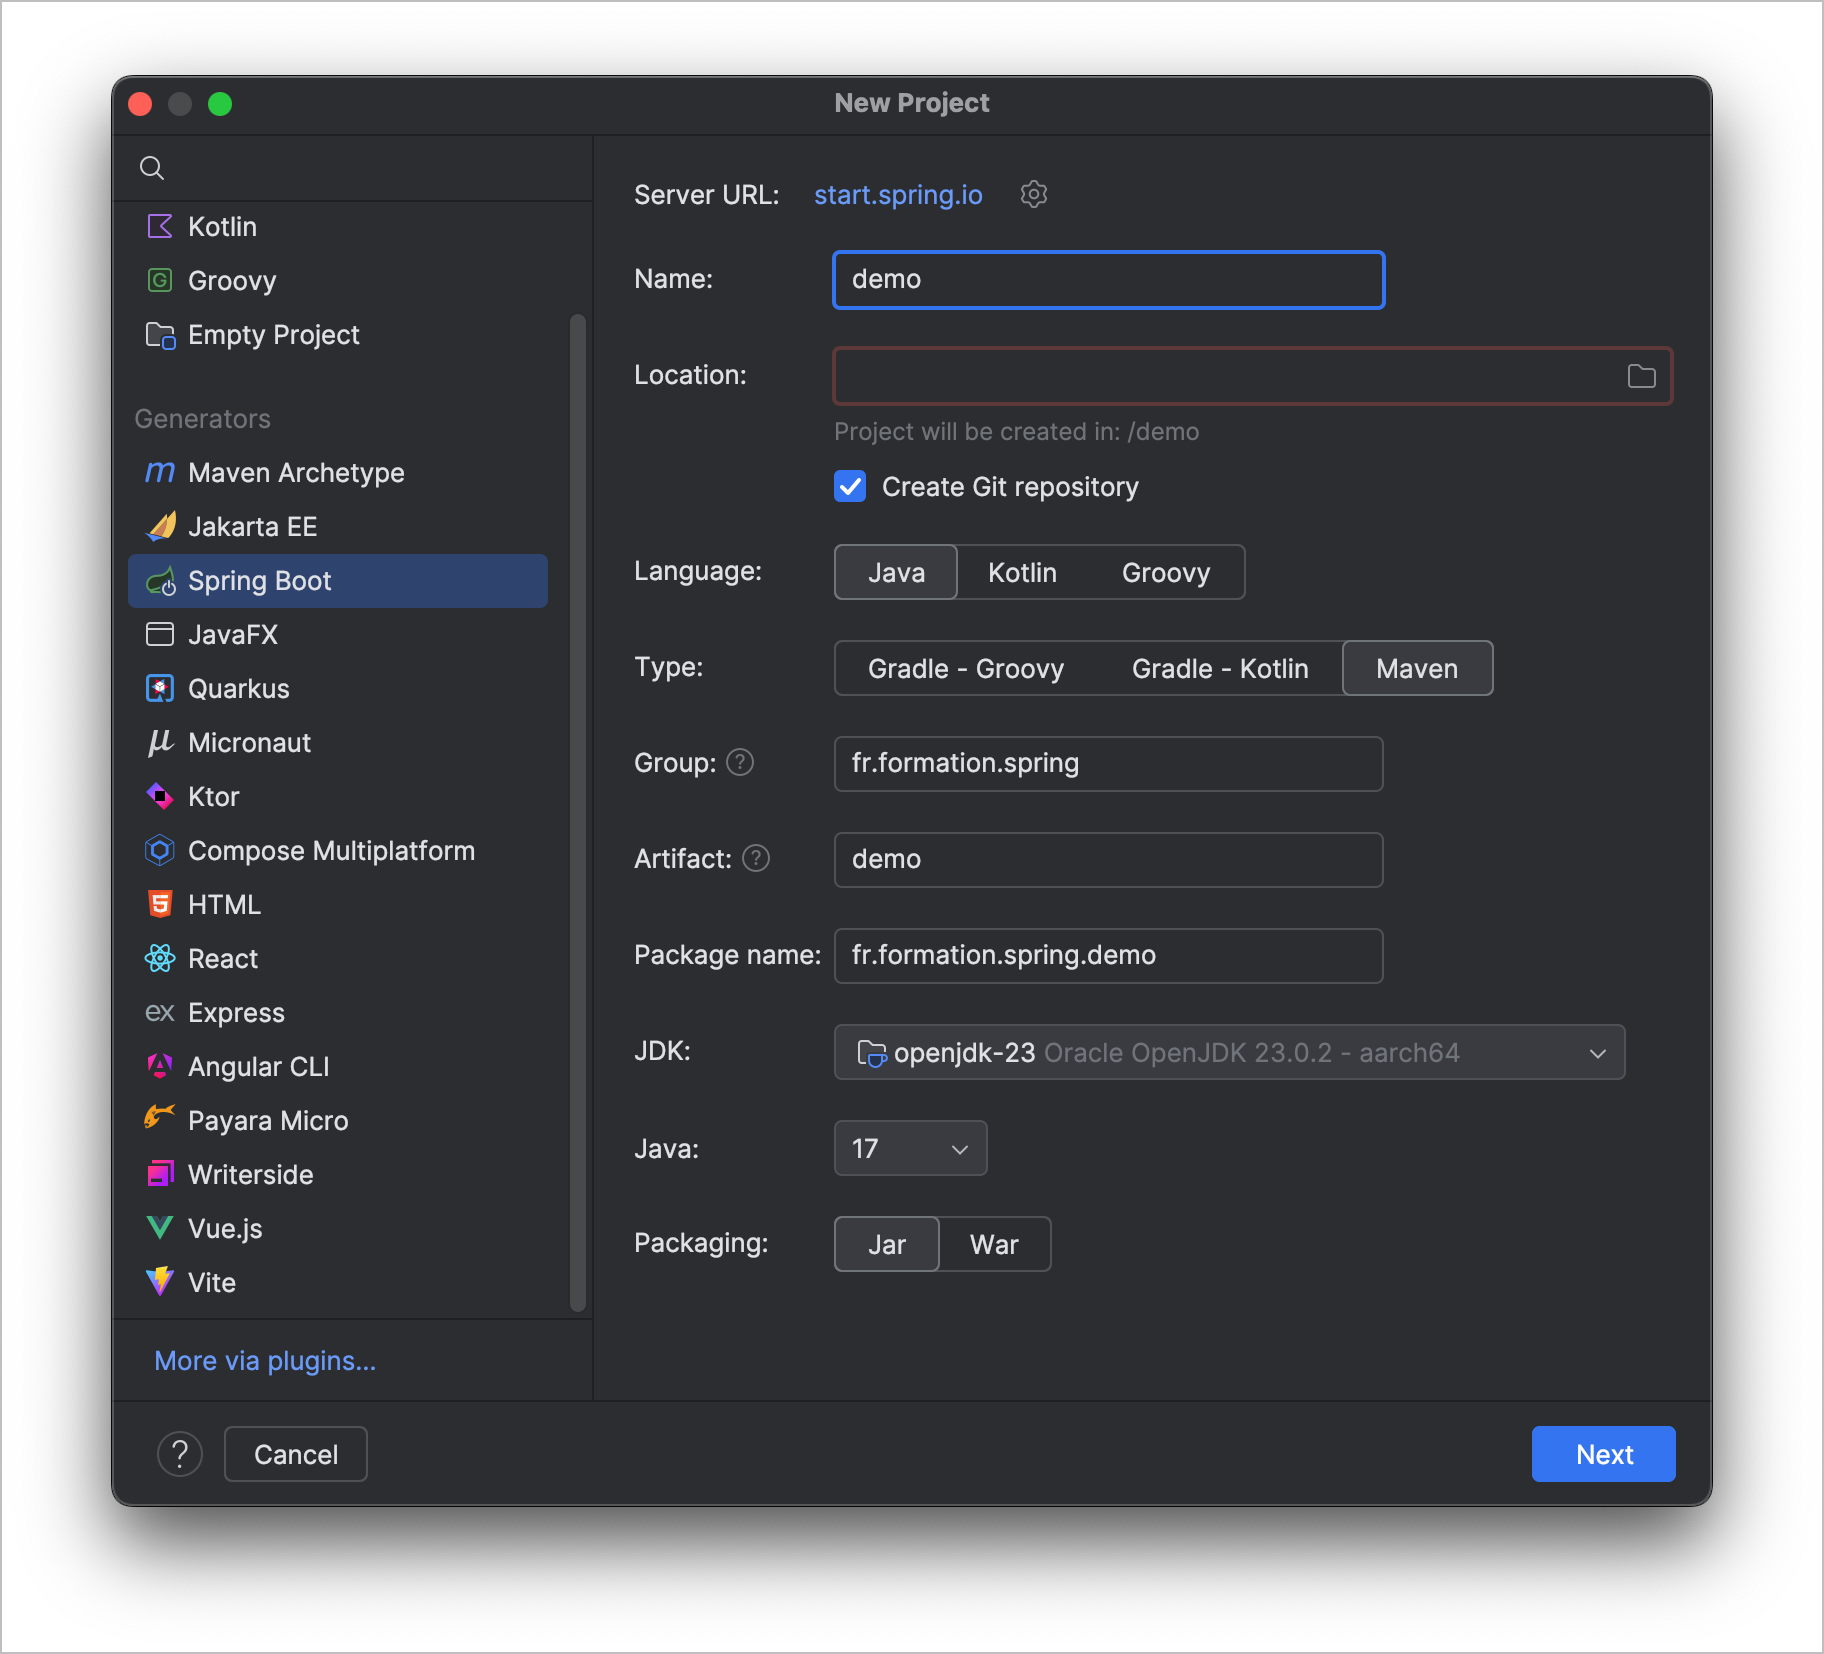 New Project
Kotlin
Groovy
Empty Project
Generators
Maven Archetype
Jakarta EE
Spring Boot
JavaFX
Quarkus
Micronaut
Ktor
Compose Multiplatform
HTML
React
ex Express
Angular CLI
Payara Micro
Writerside
Vue.js
Vite
More via plugins...
Server URL: start.spring.io
Name: demo
Location:
Project will be created in: /demo
Create Git repository
Language: Java Kotlin Groovy
Type: Gradle - Groovy Gradle - Kotlin Maven
Group: ? fr.formation.spring
Artifact: ? demo
Package name: fr.formation.spring.demo
JDK: openjdk-23 Oracle OpenJDK 23.0.2 - aarch64
Java: 17
Packaging: Jar War
? Cancel Next